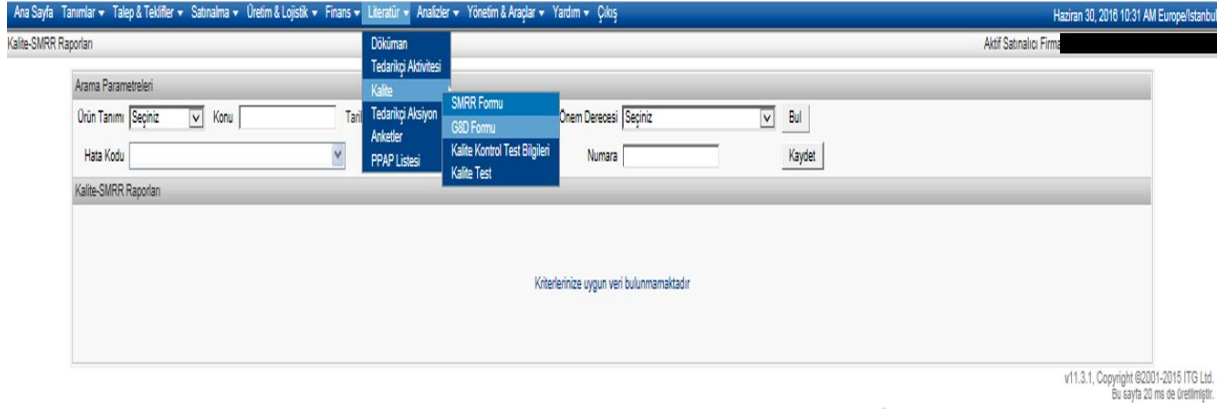 Ana Sayfa Tanımlar Talep & Teklifler Satınalma Üretim & Lojistik Finans Literatür Analizler Yönetim & Araçlar Yardım Çıkış
Haziran 30, 2016 10:31 AM Europe/Istanbul
Kalite-SMRR Raporları
Aktif Satınalıcı Firma
Döküman
Tedarikçi Aktivitesi
Kalite
Tedarikçi Aksiyon
Anketler
PPAP Listesi
SMRR Formu
G8D Formu
Kalite Kontrol Test Bilgileri
Kalite Test
Arama Parametreleri
Ürün Tanımı Seçiniz Konu Önem Derecesi Seçiniz Bul
Hata Kodu Numara Kaydet
Kalite-SMRR Raporları
Kriterlerinize uygun veri bulunmamaktadır
v11.3.1, Copyright ©2001-2015 ITG Ltd.
Bu sayfa 20 ms de üretilmiştir.